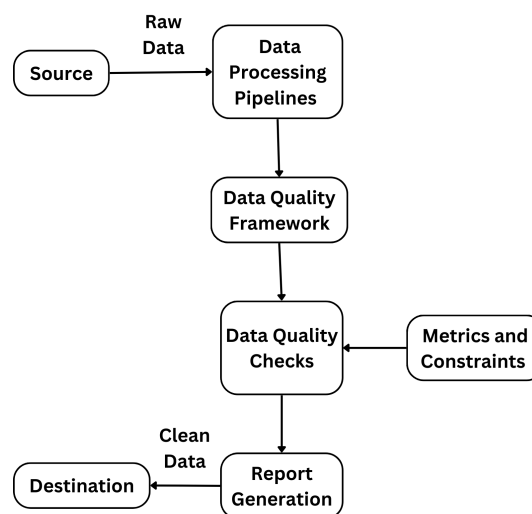 Raw
Data
Source
Data
Processing
Pipelines
Data Quality
Framework
Data Quality
Checks
Metrics and
Constraints
Clean
Data
Destination
Report
Generation